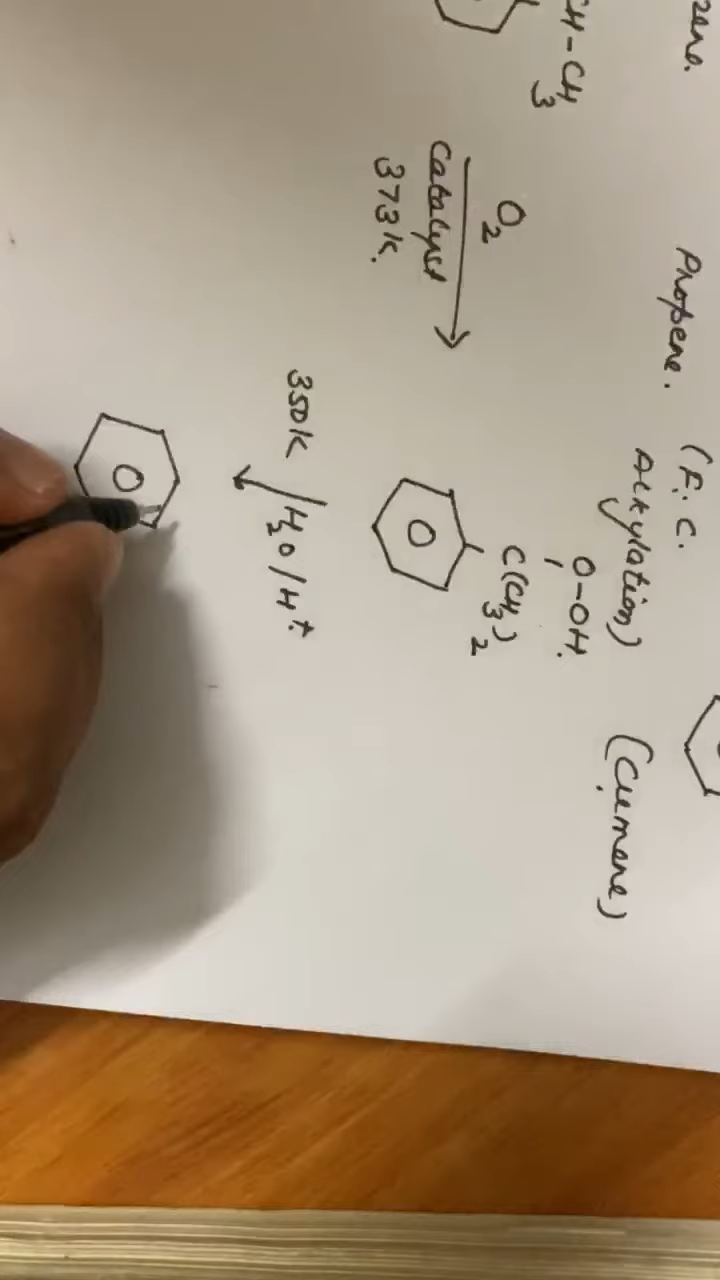 zene. Propene. (F.C. Alkylation) (Cumene)
CH-CH3
O2
catalyst
373K.
O-OH.
C(CH3)2
350K H2O/H+.